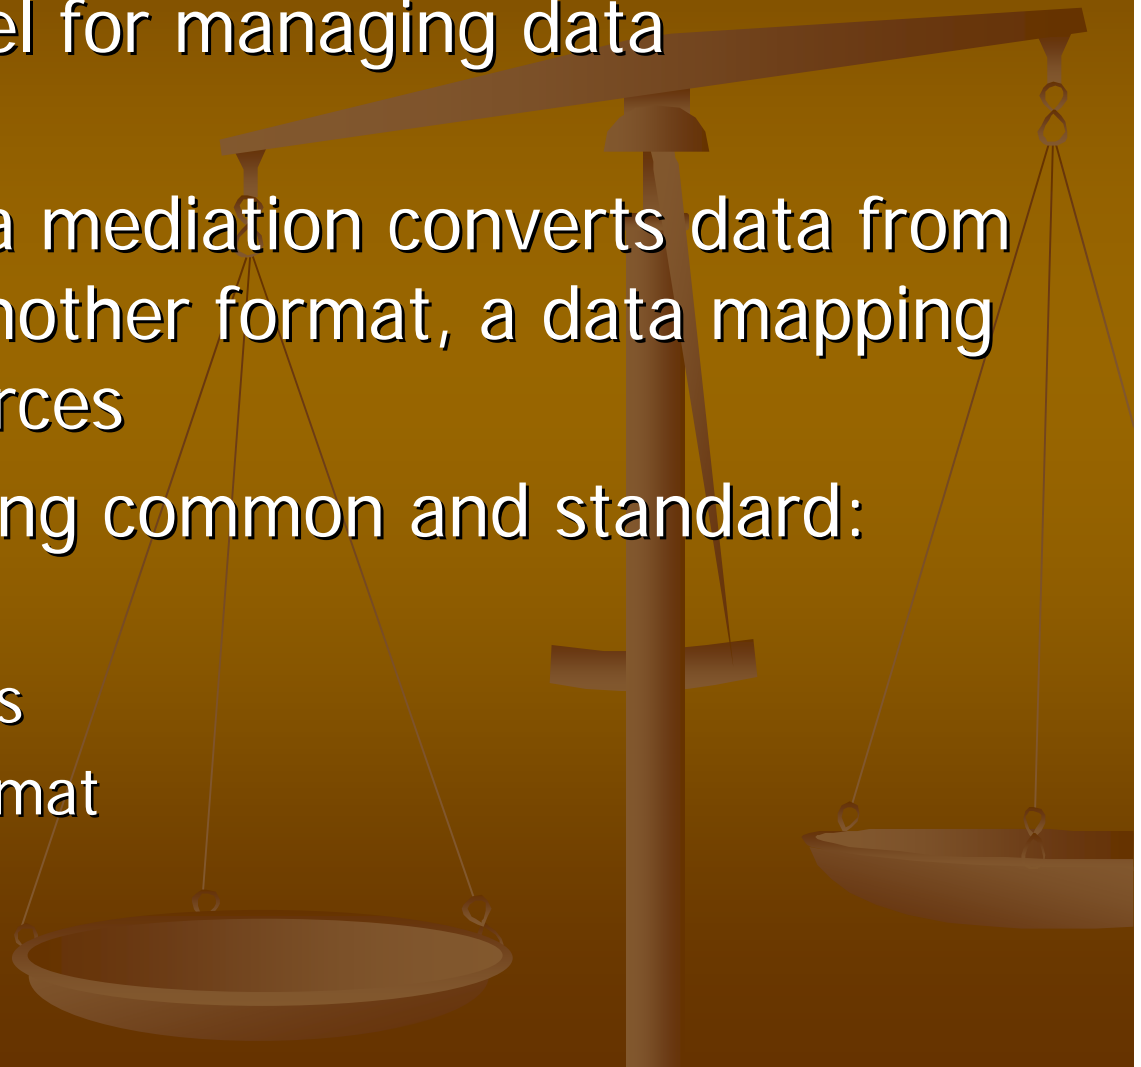 el for managing data
a mediation converts data from
nother format, a data mapping
rces
ng common and standard:
s
mat